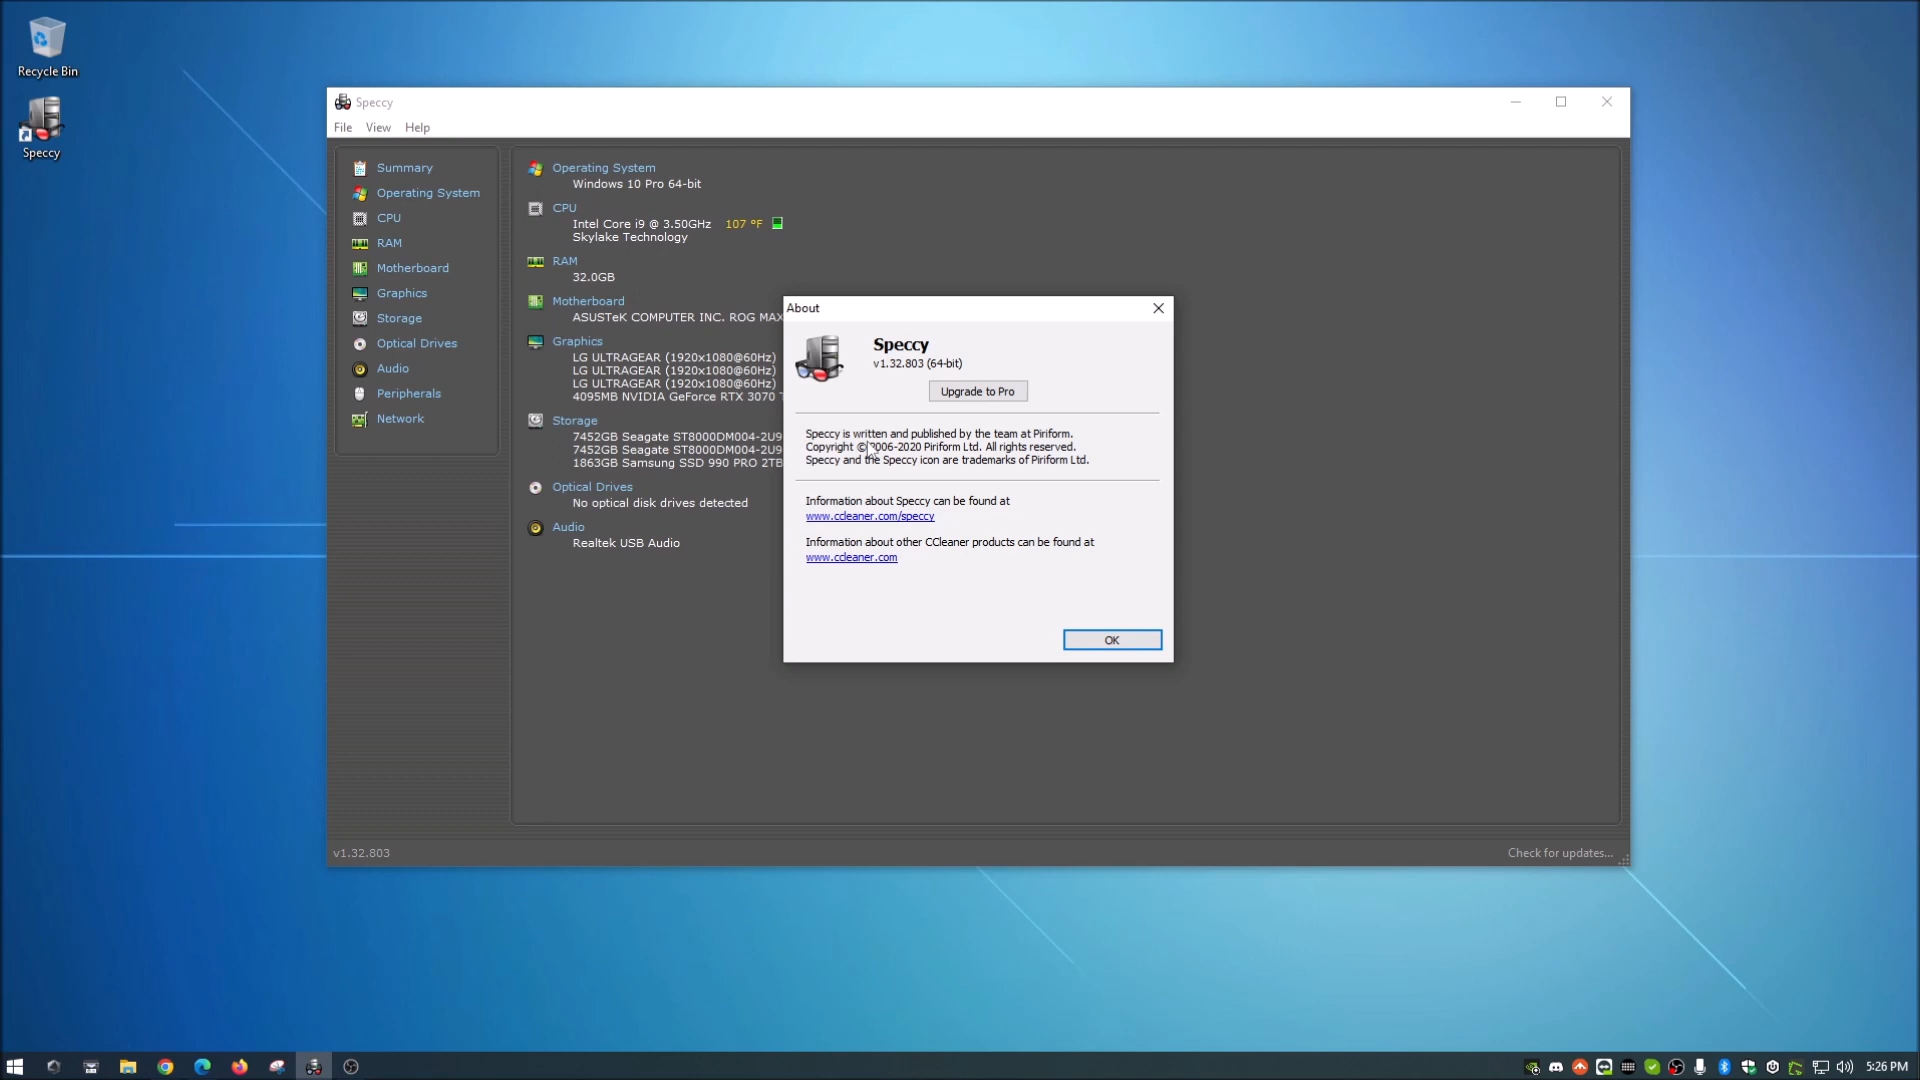 Recycle Bin
Speccy
Speccy
File View Help
Summary
Operating System
CPU
RAM
Motherboard
Graphics
Storage
Optical Drives
Audio
Peripherals
Network
Operating System
Windows 10 Pro 64-bit
CPU
Intel Core i9 @ 3.50GHz 107 °F
Skylake Technology
RAM
32.0GB
Motherboard
ASUSTeK COMPUTER INC. ROG MAX
Graphics
LG ULTRAGEAR (1920x1080@60Hz)
LG ULTRAGEAR (1920x1080@60Hz)
LG ULTRAGEAR (1920x1080@60Hz)
4095MB NVIDIA GeForce RTX 3070
Storage
7452GB Seagate ST8000DM004-2U9
7452GB Seagate ST8000DM004-2U9
1863GB Samsung SSD 990 PRO 2TB
Optical Drives
No optical disk drives detected
Audio
Realtek USB Audio
About
Speccy
v1.32.803 (64-bit)
Upgrade to Pro
Speccy is written and published by the team at Piriform.
Copyright © 2006-2020 Piriform Ltd. All rights reserved.
Speccy and the Speccy icon are trademarks of Piriform Ltd.
Information about Speccy can be found at
www.ccleaner.com/speccy
Information about other CCleaner products can be found at
www.ccleaner.com
OK
v1.32.803
Check for updates...
5:26 PM